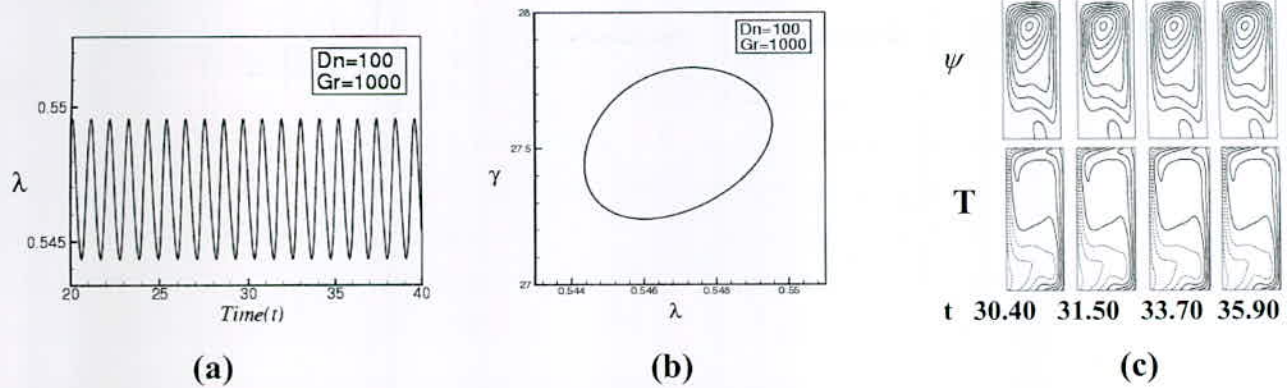 Dn=100
Gr=1000
0.55
λ
0.545
20 25 30 35 40
Time(t)
(a)
28
Dn=100
Gr=1000
27.5
γ
27
0.544 0.546 0.548 0.55
λ
(b)
ψ
T
t 30.40 31.50 33.70 35.90
(c)